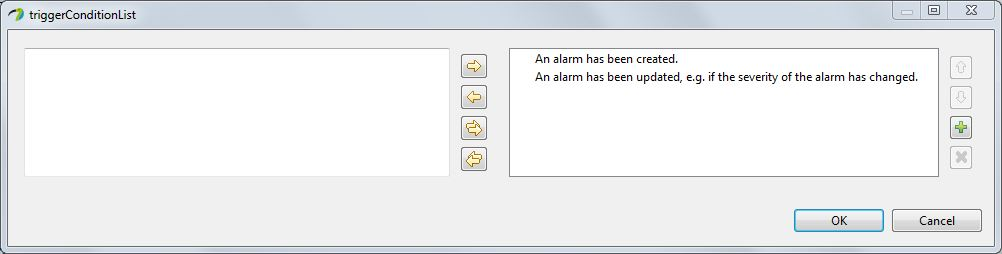 triggerConditionList
An alarm has been created.
An alarm has been updated, e.g. if the severity of the alarm has changed.
OK
Cancel